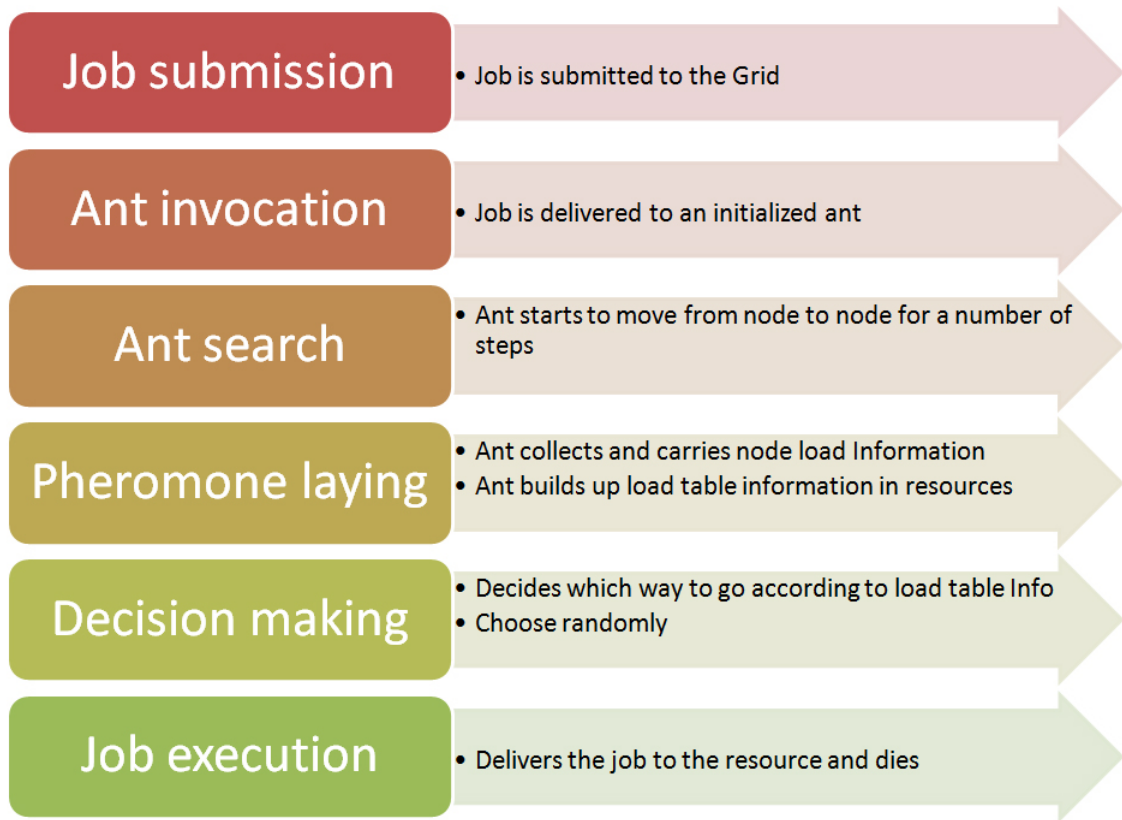 Job submission
• Job is submitted to the Grid
Ant invocation
• Job is delivered to an initialized ant
Ant search
• Ant starts to move from node to node for a number of
steps
Pheromone laying
• Ant collects and carries node load Information
• Ant builds up load table information in resources
Decision making
• Decides which way to go according to load table Info
• Choose randomly
Job execution
• Delivers the job to the resource and dies